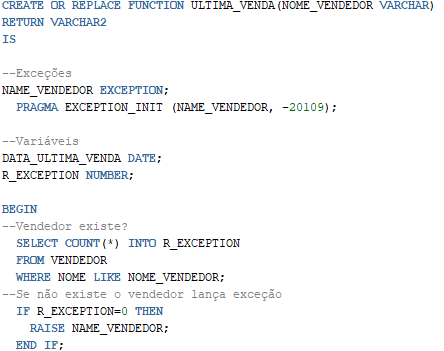 CREATE OR REPLACE FUNCTION ULTIMA_VENDA(NOME_VENDEDOR VARCHAR)
RETURN VARCHAR2
IS
--Exceções
NAME_VENDEDOR EXCEPTION;
PRAGMA EXCEPTION_INIT (NAME_VENDEDOR, -20109);
--Variáveis
DATA_ULTIMA_VENDA DATE;
R_EXCEPTION NUMBER;
BEGIN
--Vendedor existe?
SELECT COUNT(*) INTO R_EXCEPTION
FROM VENDEDOR
WHERE NOME LIKE NOME_VENDEDOR;
--Se não existe o vendedor lança exceção
IF R_EXCEPTION=0 THEN
RAISE NAME_VENDEDOR;
END IF;